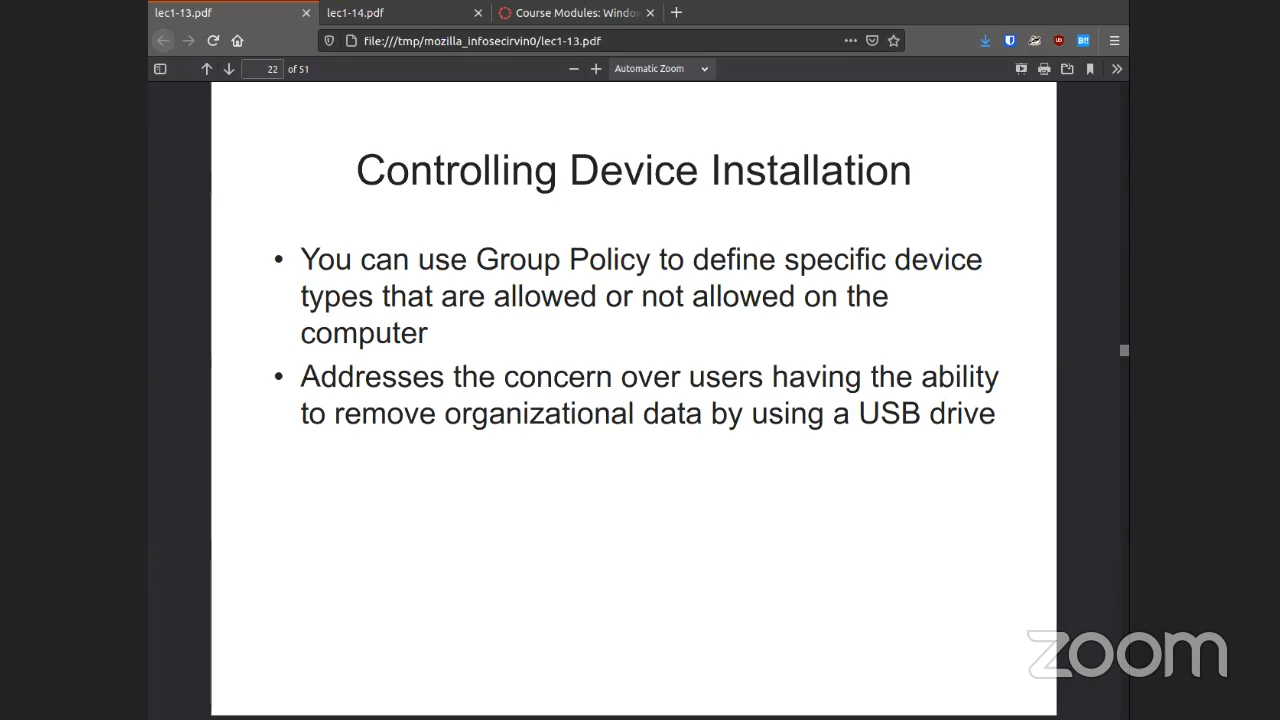 lec1-13.pdf
lec1-14.pdf
Course Modules: Windo
file:///tmp/mozilla_infosecirvin0/lec1-13.pdf
22 of 51
Automatic Zoom
Controlling Device Installation
• You can use Group Policy to define specific device
types that are allowed or not allowed on the
computer
• Addresses the concern over users having the ability
to remove organizational data by using a USB drive
zoom